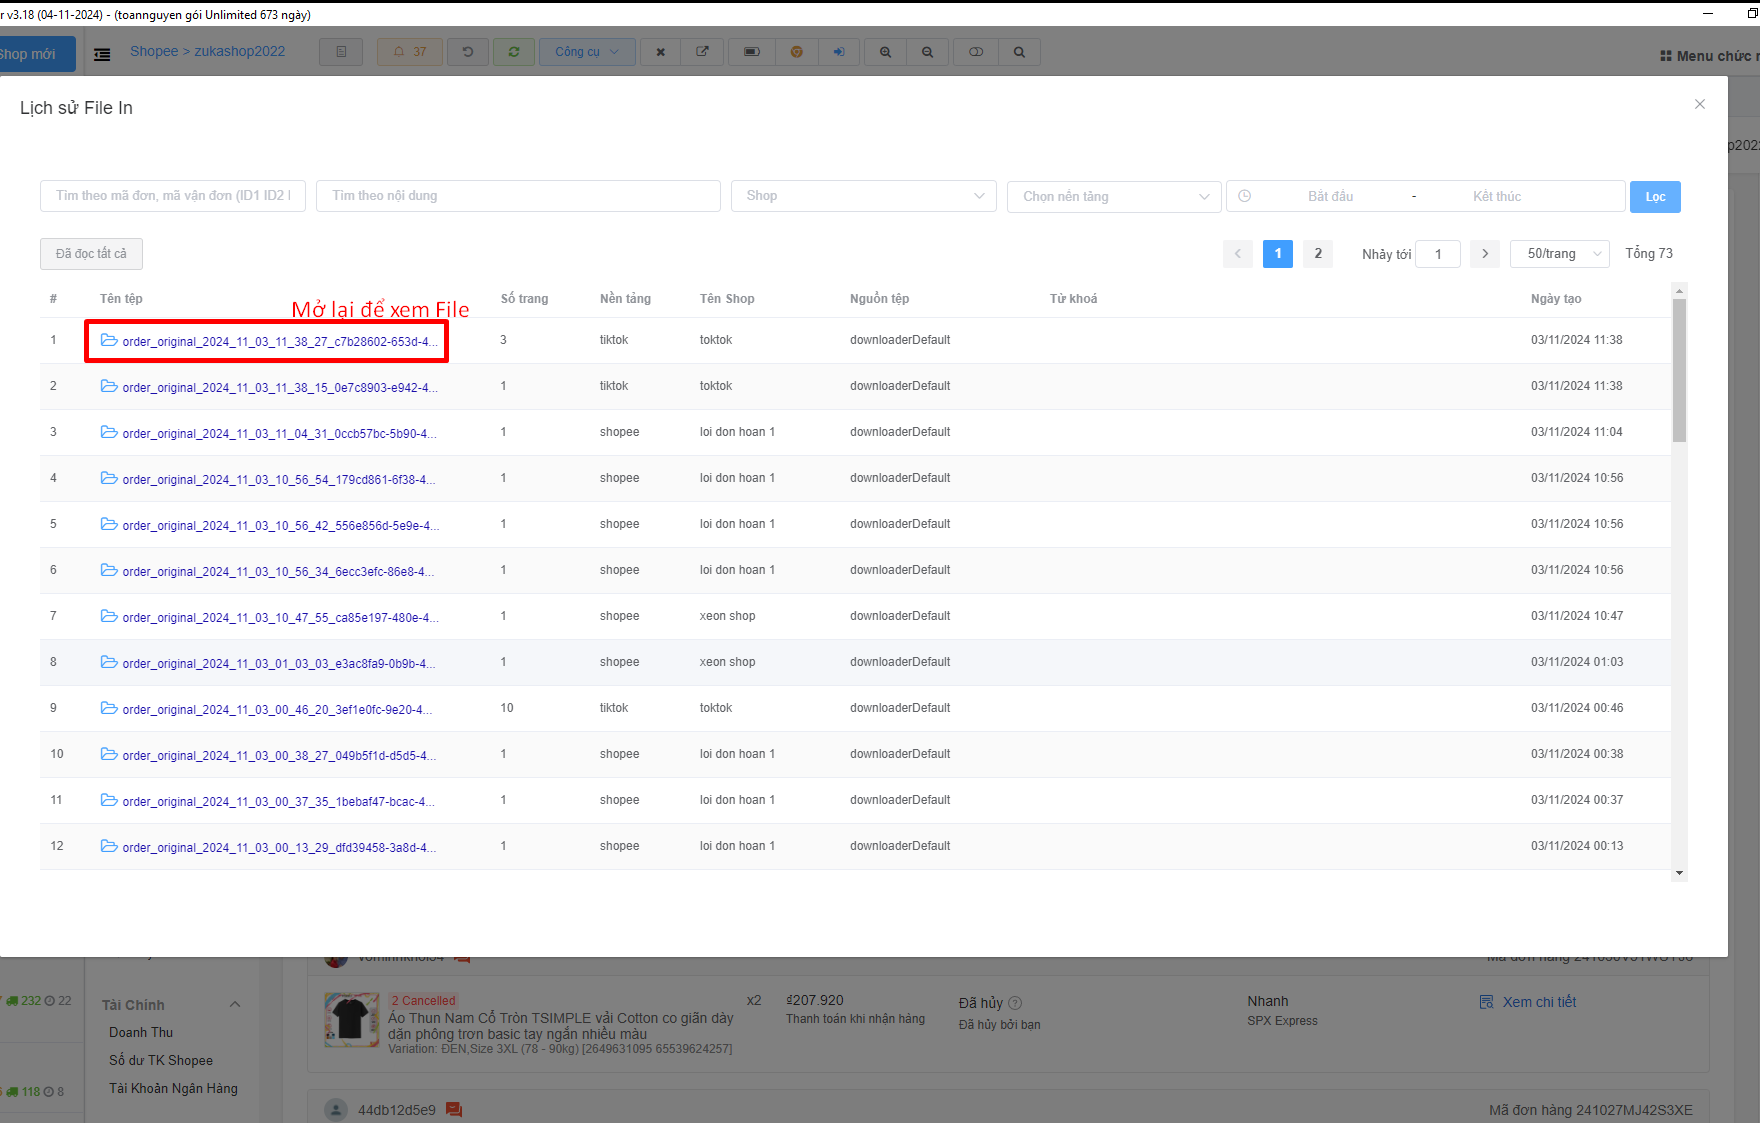 r v3.18 (04-11-2024) - (toannguyen gói Unlimited 673 ngày)
Shop mới
Shopee > zukashop2022
37
Công cụ
Menu chức
Lịch sử File In
p202
Tìm theo mã đơn, mã vận đơn (ID1 ID2 I
Tìm theo nội dung
Shop
Chọn nền tảng
Bắt đầu
-
Kết thúc
Lọc
Đã đọc tất cả
1
2
Nhảy tới
1
50/trang
Tổng 73
# Tên tệp Số trang Nền tảng Tên Shop Nguồn tệp Từ khoá Ngày tạo
Mở lại để xem File
1 order_original_2024_11_03_11_38_27_c7b28602-653d-4... 3 tiktok toktok downloaderDefault 03/11/2024 11:38
2 order_original_2024_11_03_11_38_15_0e7c8903-e942-4... 1 tiktok toktok downloaderDefault 03/11/2024 11:38
3 order_original_2024_11_03_11_04_31_0ccb57bc-5b90-4... 1 shopee loi don hoan 1 downloaderDefault 03/11/2024 11:04
4 order_original_2024_11_03_10_56_54_179cd861-6f38-4... 1 shopee loi don hoan 1 downloaderDefault 03/11/2024 10:56
5 order_original_2024_11_03_10_56_42_556e856d-5e9e-4... 1 shopee loi don hoan 1 downloaderDefault 03/11/2024 10:56
6 order_original_2024_11_03_10_56_34_6ecc3efc-86e8-4... 1 shopee loi don hoan 1 downloaderDefault 03/11/2024 10:56
7 order_original_2024_11_03_10_47_55_ca85e197-480e-4... 1 shopee xeon shop downloaderDefault 03/11/2024 10:47
8 order_original_2024_11_03_01_03_03_e3ac8fa9-0b9b-4... 1 shopee xeon shop downloaderDefault 03/11/2024 01:03
9 order_original_2024_11_03_00_46_20_3ef1e0fc-9e20-4... 10 tiktok toktok downloaderDefault 03/11/2024 00:46
10 order_original_2024_11_03_00_38_27_049b5f1d-d5d5-4... 1 shopee loi don hoan 1 downloaderDefault 03/11/2024 00:38
11 order_original_2024_11_03_00_37_35_1bebaf47-bcac-4... 1 shopee loi don hoan 1 downloaderDefault 03/11/2024 00:37
12 order_original_2024_11_03_00_13_29_dfd39458-3a8d-4... 1 shopee loi don hoan 1 downloaderDefault 03/11/2024 00:13
Mã đơn hàng
232 22
Tài Chính
Doanh Thu
Số dư TK Shopee
Tài Khoản Ngân Hàng
118 8
2 Cancelled
Áo Thun Nam Cổ Tròn TSIMPLE vải Cotton co giãn dày
dặn phông trơn basic tay ngắn nhiều màu
Variation: ĐEN,Size 3XL (78 - 90kg) [2649631095 65539624257]
x2
₫207.920
Thanh toán khi nhận hàng
Đã hủy
Đã hủy bởi bạn
Nhanh
SPX Express
Xem chi tiết
44db12d5e9
Mã đơn hàng 241027MJ42S3XE